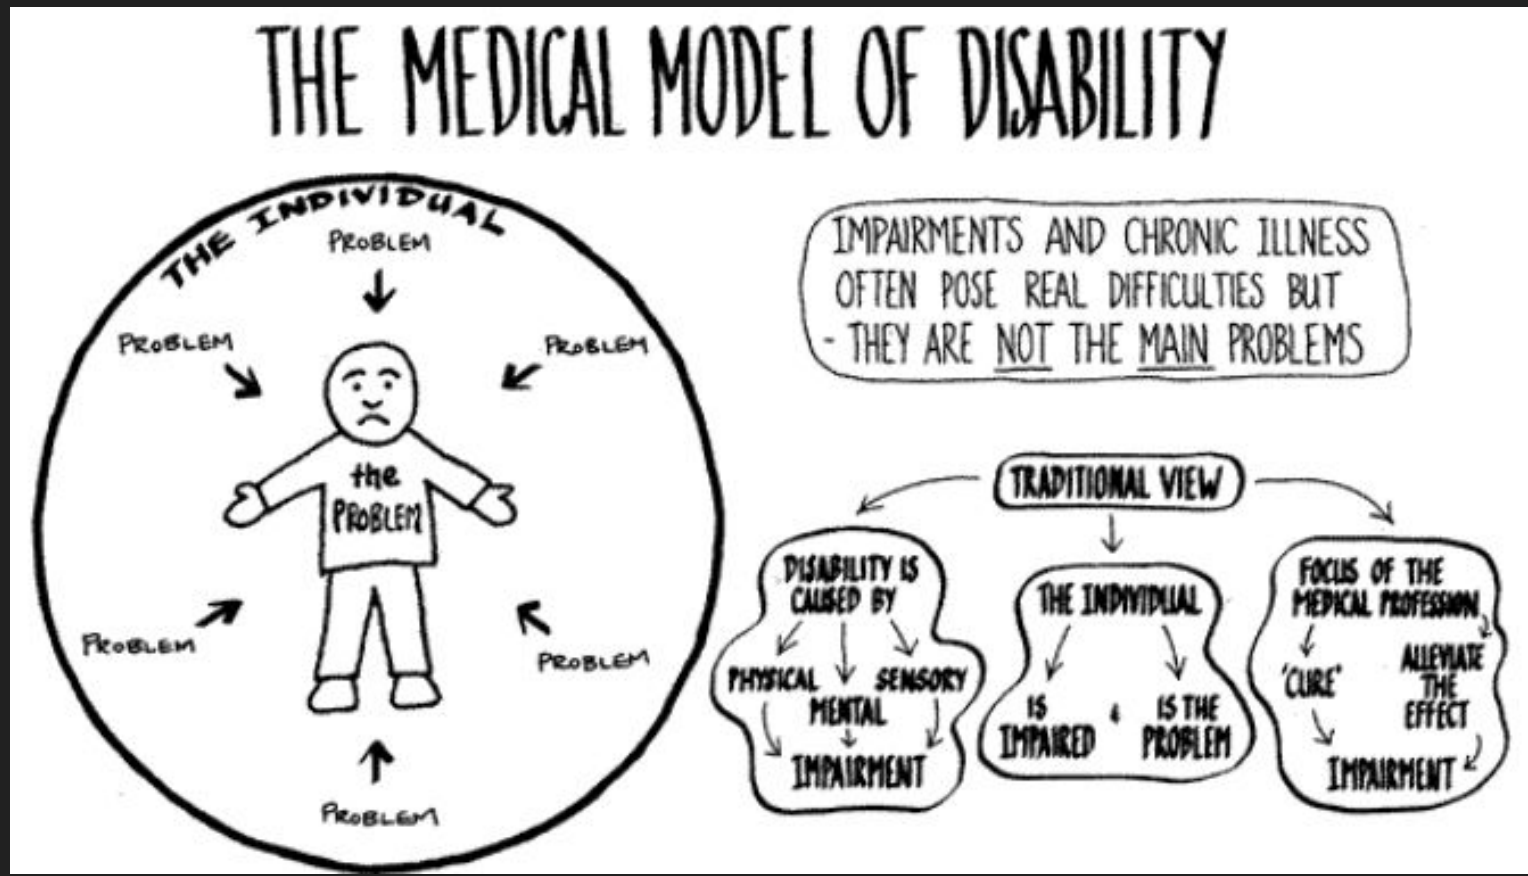 THE MEDICAL MODEL OF DISABILITY
THE INDIVIDUAL
PROBLEM
PROBLEM
PROBLEM
the
PROBLEM
PROBLEM
PROBLEM
PROBLEM
IMPAIRMENTS AND CHRONIC ILLNESS
OFTEN POSE REAL DIFFICULTIES BUT
- THEY ARE NOT THE MAIN PROBLEMS
TRADITIONAL VIEW
DISABILITY IS
CAUSED BY
PHYSICAL
SENSORY
MENTAL
IMPAIRMENT
THE INDIVIDUAL
IS
IMPAIRED
&
IS THE
PROBLEM
FOCUS OF THE
MEDICAL PROFESSION
'CURE'
ALLEVIATE
THE
EFFECT
IMPAIRMENT